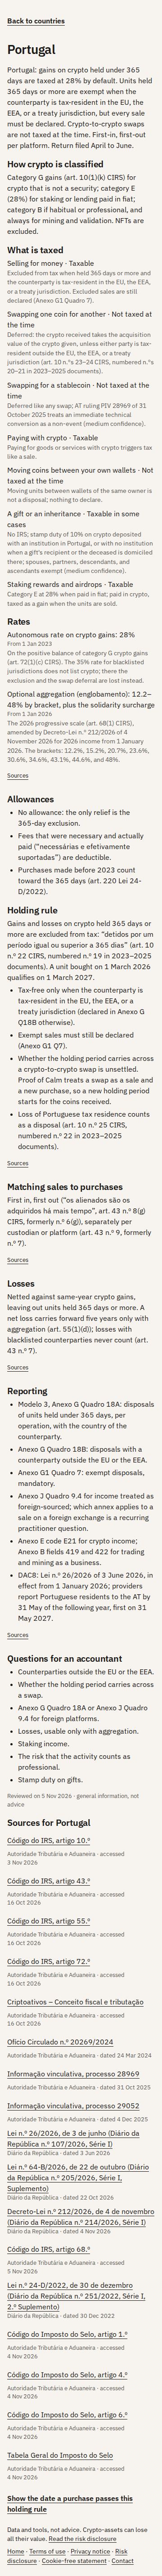 Back to countries
Portugal
Portugal: gains on crypto held under 365
days are taxed at 28% by default. Units held
365 days or more are exempt when the
counterparty is tax-resident in the EU, the
EEA, or a treaty jurisdiction, but every sale
must be declared. Crypto-to-crypto swaps
are not taxed at the time. First-in, first-out
per platform. Return filed April to June.
How crypto is classified
Category G gains (art. 10(1)(k) CIRS) for
crypto that is not a security; category E
(28%) for staking or lending paid in fiat;
category B if habitual or professional, and
always for mining and validation. NFTs are
excluded.
What is taxed
Selling for money · Taxable
Excluded from tax when held 365 days or more and
the counterparty is tax-resident in the EU, the EEA,
or a treaty jurisdiction. Excluded sales are still
declared (Anexo G1 Quadro 7).
Swapping one coin for another · Not taxed at
the time
Deferred: the crypto received takes the acquisition
value of the crypto given, unless either party is tax-
resident outside the EU, the EEA, or a treaty
jurisdiction (art. 10 n.ºs 23–24 CIRS, numbered n.ºs
20–21 in 2023–2025 documents).
Swapping for a stablecoin · Not taxed at the
time
Deferred like any swap; AT ruling PIV 28969 of 31
October 2025 treats an immediate technical
conversion as a non-event (medium confidence).
Paying with crypto · Taxable
Paying for goods or services with crypto triggers tax
like a sale.
Moving coins between your own wallets · Not
taxed at the time
Moving units between wallets of the same owner is
not a disposal; nothing to declare.
A gift or an inheritance · Taxable in some
cases
No IRS; stamp duty of 10% on crypto deposited
with an institution in Portugal, or with no institution
when a gift's recipient or the deceased is domiciled
there; spouses, partners, descendants, and
ascendants exempt (medium confidence).
Staking rewards and airdrops · Taxable
Category E at 28% when paid in fiat; paid in crypto,
taxed as a gain when the units are sold.
Rates
Autonomous rate on crypto gains: 28%
From 1 Jan 2023
On the positive balance of category G crypto gains
(art. 72(1)(c) CIRS). The 35% rate for blacklisted
jurisdictions does not list crypto; there the
exclusion and the swap deferral are lost instead.
Optional aggregation (englobamento): 12.2–
48% by bracket, plus the solidarity surcharge
From 1 Jan 2026
The 2026 progressive scale (art. 68(1) CIRS),
amended by Decreto-Lei n.º 212/2026 of 4
November 2026 for 2026 income from 1 January
2026. The brackets: 12.2%, 15.2%, 20.7%, 23.6%,
30.6%, 34.6%, 43.1%, 44.6%, and 48%.
Sources
Allowances
No allowance: the only relief is the
365-day exclusion.
Fees that were necessary and actually
paid (“necessárias e efetivamente
suportadas”) are deductible.
Purchases made before 2023 count
toward the 365 days (art. 220 Lei 24-
D/2022).
Holding rule
Gains and losses on crypto held 365 days or
more are excluded from tax: “detidos por um
período igual ou superior a 365 dias” (art. 10
n.º 22 CIRS, numbered n.º 19 in 2023–2025
documents). A unit bought on 1 March 2026
qualifies on 1 March 2027.
Tax-free only when the counterparty is
tax-resident in the EU, the EEA, or a
treaty jurisdiction (declared in Anexo G
Q18B otherwise).
Exempt sales must still be declared
(Anexo G1 Q7).
Whether the holding period carries across
a crypto-to-crypto swap is unsettled.
Proof of Calm treats a swap as a sale and
a new purchase, so a new holding period
starts for the coins received.
Loss of Portuguese tax residence counts
as a disposal (art. 10 n.º 25 CIRS,
numbered n.º 22 in 2023–2025
documents).
Sources
Matching sales to purchases
First in, first out (“os alienados são os
adquiridos há mais tempo”, art. 43 n.º 8(g)
CIRS, formerly n.º 6(g)), separately per
custodian or platform (art. 43 n.º 9, formerly
n.º 7).
Sources
Losses
Netted against same-year crypto gains,
leaving out units held 365 days or more. A
net loss carries forward five years only with
aggregation (art. 55(1)(d)); losses with
blacklisted counterparties never count (art.
43 n.º 7).
Sources
Reporting
Modelo 3, Anexo G Quadro 18A: disposals
of units held under 365 days, per
operation, with the country of the
counterparty.
Anexo G Quadro 18B: disposals with a
counterparty outside the EU or the EEA.
Anexo G1 Quadro 7: exempt disposals,
mandatory.
Anexo J Quadro 9.4 for income treated as
foreign-sourced; which annex applies to a
sale on a foreign exchange is a recurring
practitioner question.
Anexo E code E21 for crypto income;
Anexo B fields 419 and 422 for trading
and mining as a business.
DAC8: Lei n.º 26/2026 of 3 June 2026, in
effect from 1 January 2026; providers
report Portuguese residents to the AT by
31 May of the following year, first on 31
May 2027.
Sources
Questions for an accountant
Counterparties outside the EU or the EEA.
Whether the holding period carries across
a swap.
Anexo G Quadro 18A or Anexo J Quadro
9.4 for foreign platforms.
Losses, usable only with aggregation.
Staking income.
The risk that the activity counts as
professional.
Stamp duty on gifts.
Reviewed on 5 Nov 2026 · general information, not
advice
Sources for Portugal
Código do IRS, artigo 10.º
Autoridade Tributária e Aduaneira · accessed
3 Nov 2026
Código do IRS, artigo 43.º
Autoridade Tributária e Aduaneira · accessed
16 Oct 2026
Código do IRS, artigo 55.º
Autoridade Tributária e Aduaneira · accessed
16 Oct 2026
Código do IRS, artigo 72.º
Autoridade Tributária e Aduaneira · accessed
16 Oct 2026
Criptoativos – Conceito fiscal e tributação
Autoridade Tributária e Aduaneira · accessed
16 Oct 2026
Ofício Circulado n.º 20269/2024
Autoridade Tributária e Aduaneira · dated 24 Mar 2024
Informação vinculativa, processo 28969
Autoridade Tributária e Aduaneira · dated 31 Oct 2025
Informação vinculativa, processo 29052
Autoridade Tributária e Aduaneira · dated 4 Dec 2025
Lei n.º 26/2026, de 3 de junho (Diário da
República n.º 107/2026, Série I)
Diário da República · dated 3 Jun 2026
Lei n.º 64-B/2026, de 22 de outubro (Diário
da República n.º 205/2026, Série I,
Suplemento)
Diário da República · dated 22 Oct 2026
Decreto-Lei n.º 212/2026, de 4 de novembro
(Diário da República n.º 214/2026, Série I)
Diário da República · dated 4 Nov 2026
Código do IRS, artigo 68.º
Autoridade Tributária e Aduaneira · accessed
5 Nov 2026
Lei n.º 24-D/2022, de 30 de dezembro
(Diário da República n.º 251/2022, Série I,
2.º Suplemento)
Diário da República · dated 30 Dec 2022
Código do Imposto do Selo, artigo 1.º
Autoridade Tributária e Aduaneira · accessed
4 Nov 2026
Código do Imposto do Selo, artigo 4.º
Autoridade Tributária e Aduaneira · accessed
4 Nov 2026
Código do Imposto do Selo, artigo 6.º
Autoridade Tributária e Aduaneira · accessed
4 Nov 2026
Tabela Geral do Imposto do Selo
Autoridade Tributária e Aduaneira · accessed
4 Nov 2026
Show the date a purchase passes this
holding rule
Data and tools, not advice. Crypto-assets can lose
all their value. Read the risk disclosure
Home · Terms of use · Privacy notice · Risk
disclosure · Cookie-free statement · Contact